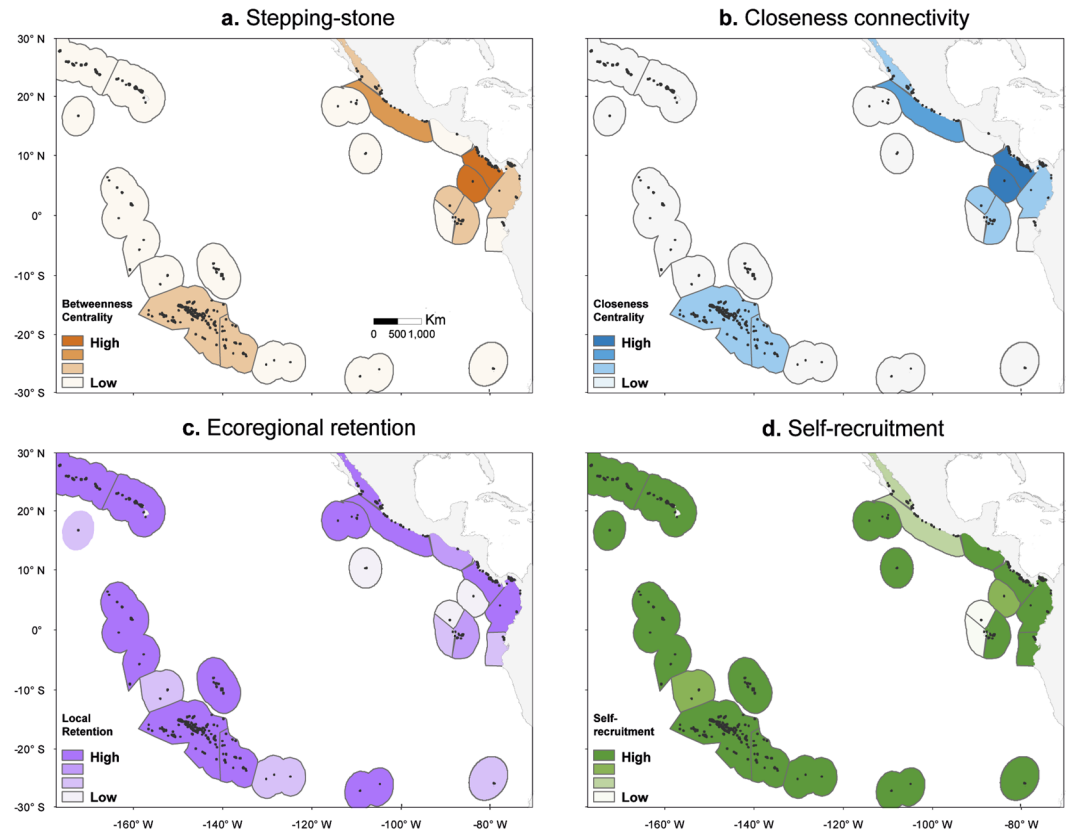 a. Stepping-stone
b. Closeness connectivity
30° N
20° N
10° N
0°
-10° S
-20° S
-30° S
Betweenness
Centrality
High
Low
Km
0 500 1,000
Closeness
Centrality
High
Low
c. Ecoregional retention
d. Self-recruitment
30° N
20° N
10° N
0°
-10° S
-20° S
-30° S
Local
Retention
High
Low
Self-
recruitment
High
Low
-160° W
-140° W
-120° W
-100° W
-80° W
-160° W
-140° W
-120° W
-100° W
-80° W